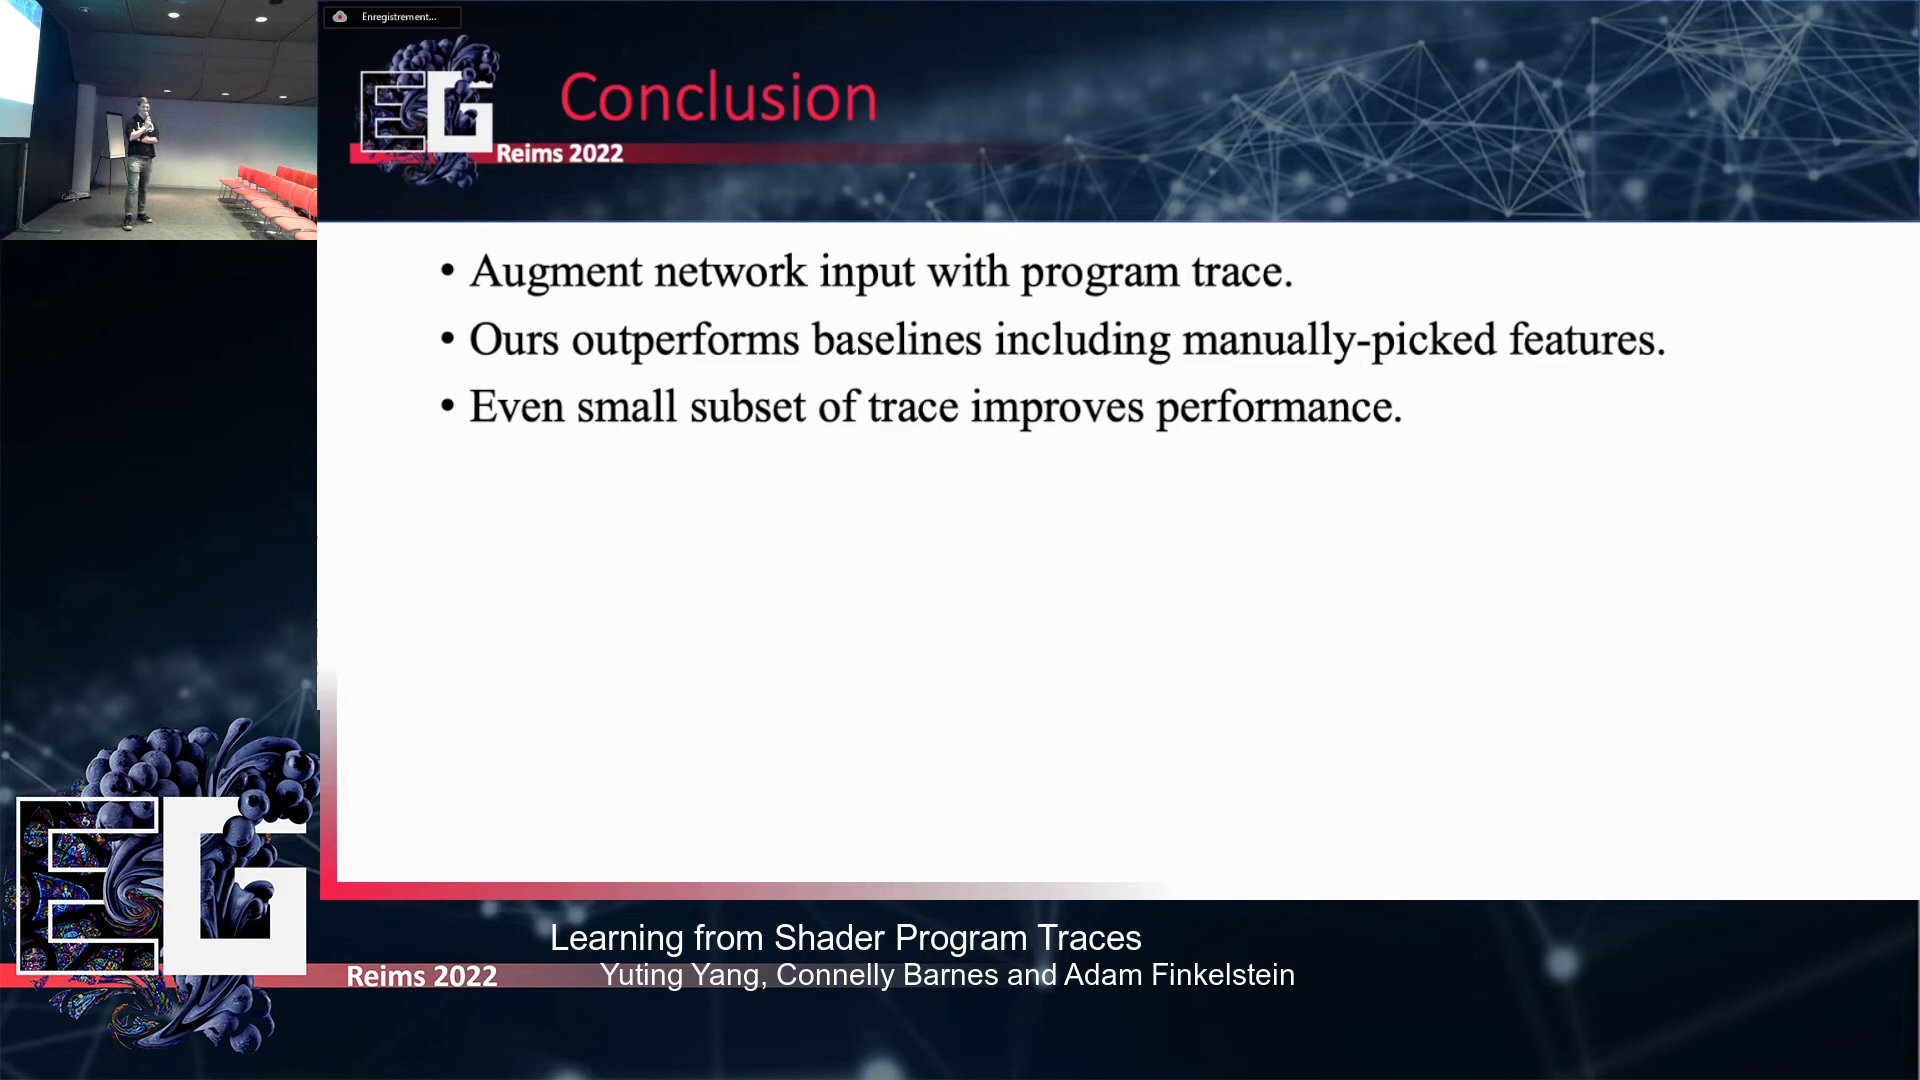 Enregistrement...
EG
Conclusion
Reims 2022
• Augment network input with program trace.
• Ours outperforms baselines including manually-picked features.
• Even small subset of trace improves performance.
EG
Reims 2022
Learning from Shader Program Traces
Yuting Yang, Connelly Barnes and Adam Finkelstein